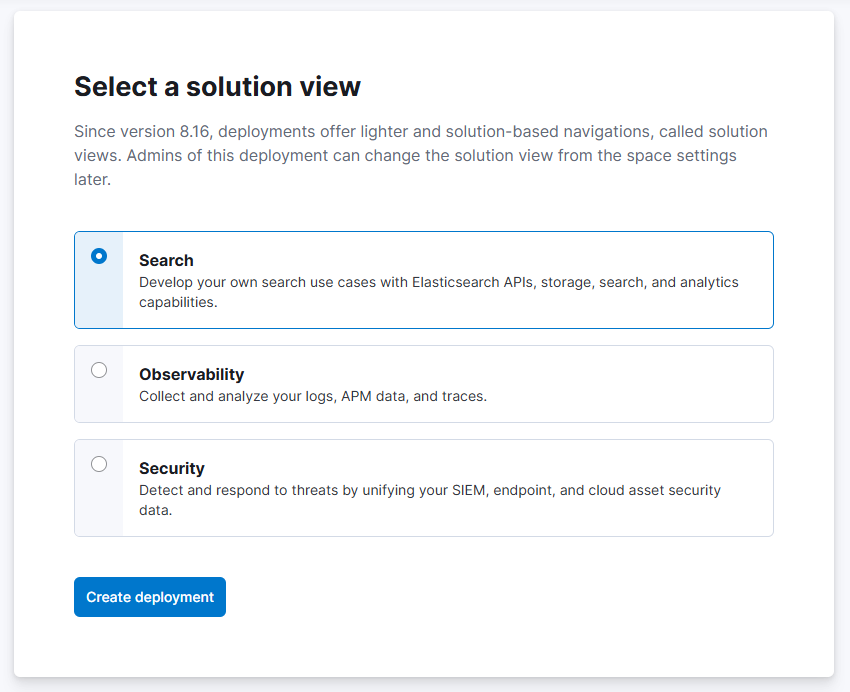 Select a solution view
Since version 8.16, deployments offer lighter and solution-based navigations, called solution
views. Admins of this deployment can change the solution view from the space settings
later.
Search
Develop your own search use cases with Elasticsearch APIs, storage, search, and analytics
capabilities.
Observability
Collect and analyze your logs, APM data, and traces.
Security
Detect and respond to threats by unifying your SIEM, endpoint, and cloud asset security
data.
Create deployment